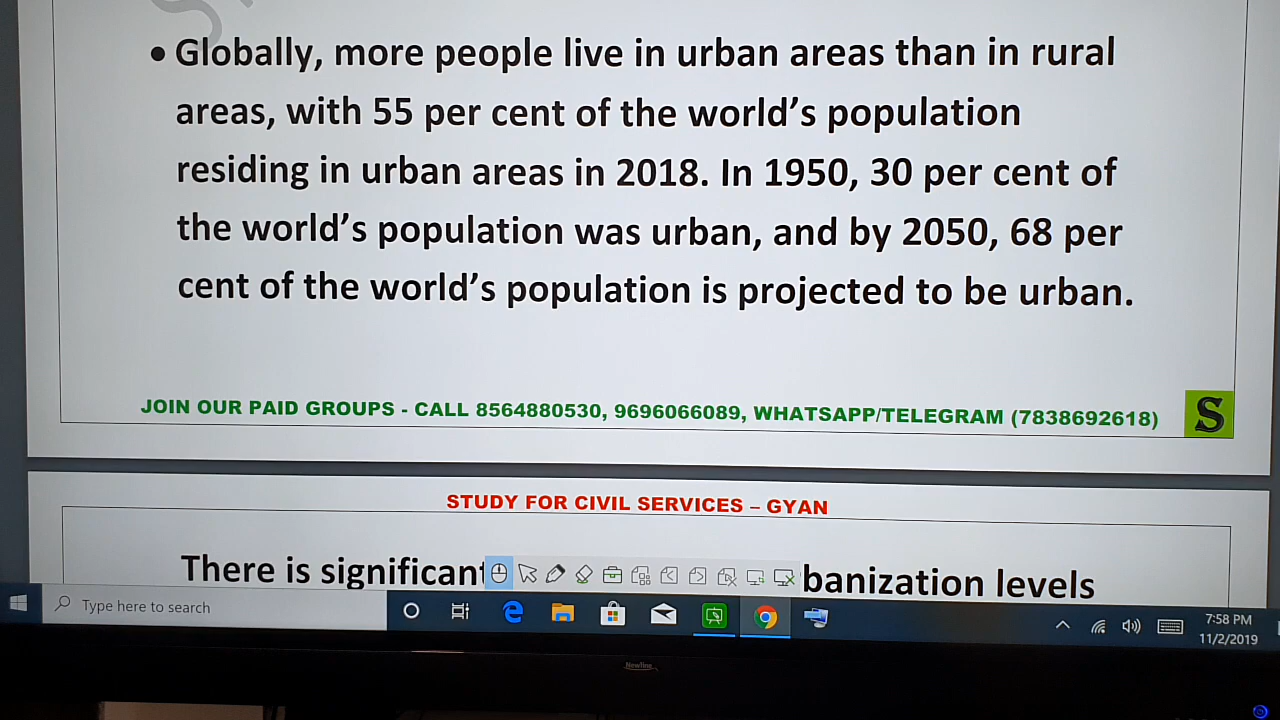 • Globally, more people live in urban areas than in rural
areas, with 55 per cent of the world's population
residing in urban areas in 2018. In 1950, 30 per cent of
the world's population was urban, and by 2050, 68 per
cent of the world's population is projected to be urban.
JOIN OUR PAID GROUPS - CALL 8564880530, 9696066089, WHATSAPP/TELEGRAM (7838692618)
S
STUDY FOR CIVIL SERVICES – GYAN
There is significant
banization levels
Type here to search
7:58 PM
11/2/2019
Newline